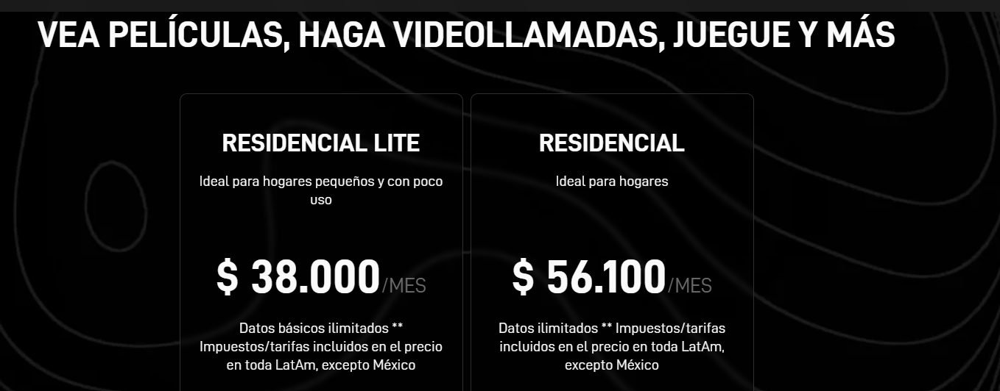 VEA PELÍCULAS, HAGA VIDEOLLAMADAS, JUEGUE Y MÁS
RESIDENCIAL LITE
Ideal para hogares pequeños y con poco
uso
$ 38.000/MES
Datos básicos ilimitados **
Impuestos/tarifas incluidos en el precio
en toda LatAm, excepto México
RESIDENCIAL
Ideal para hogares
$ 56.100/MES
Datos ilimitados ** Impuestos/tarifas
incluidos en el precio en toda LatAm,
excepto México